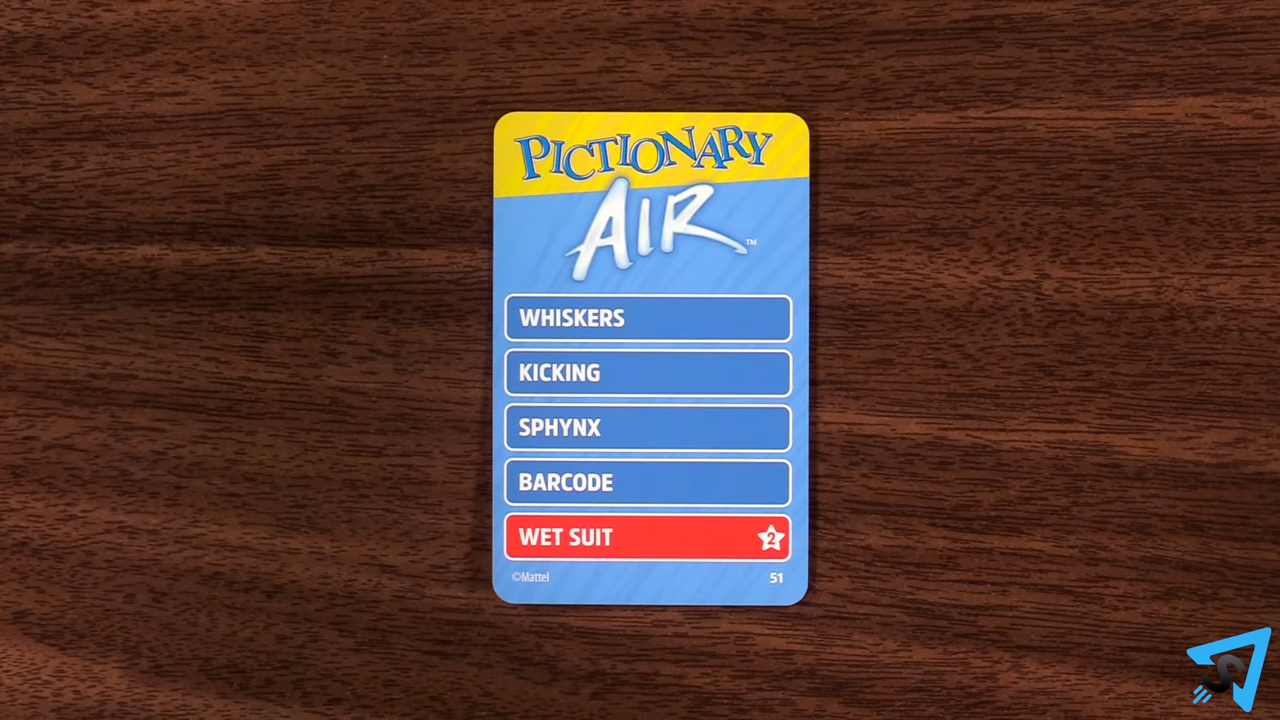 PICTIONARY
AIR™
WHISKERS
KICKING
SPHYNX
BARCODE
WET SUIT 2
©Mattel 51